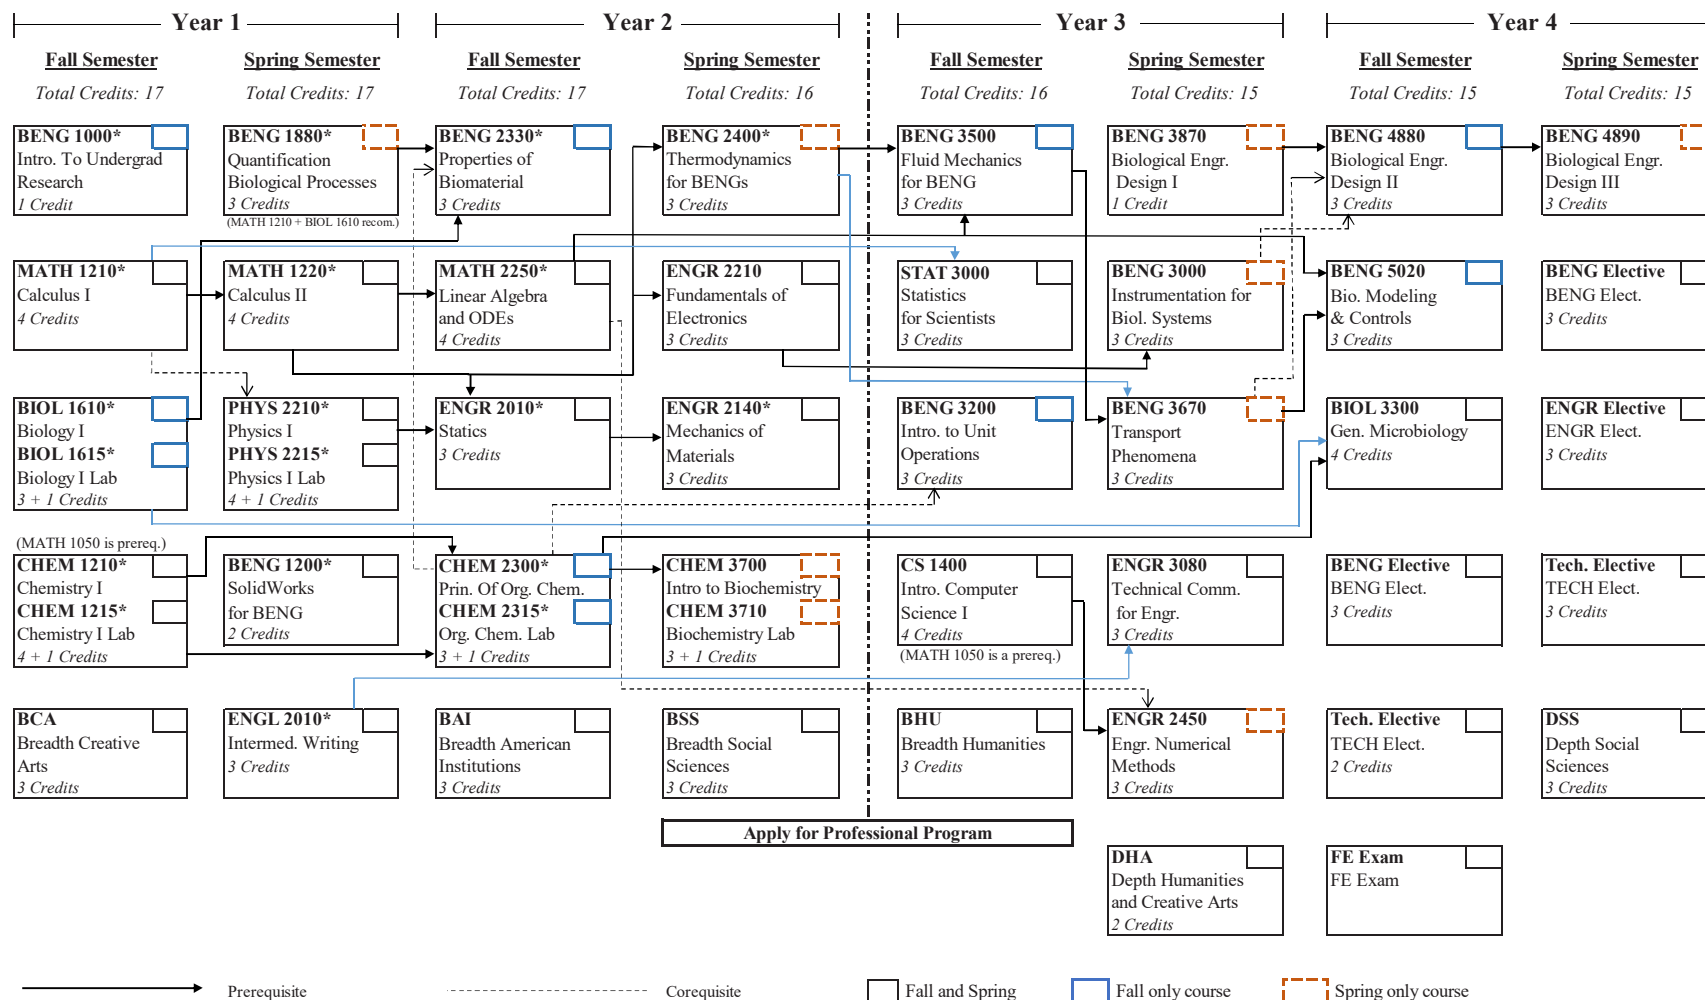 Year 1
Year 2
Year 3
Year 4
Fall Semester
Spring Semester
Fall Semester
Spring Semester
Fall Semester
Spring Semester
Fall Semester
Spring Semester
Total Credits: 17
Total Credits: 17
Total Credits: 17
Total Credits: 16
Total Credits: 16
Total Credits: 15
Total Credits: 15
Total Credits: 15
BENG 1000*
Intro. To Undergrad
Research
1 Credit
BENG 1880*
Quantification
Biological Processes
3 Credits
(MATH 1210 + BIOL 1610 recom.)
BENG 2330*
Properties of
Biomaterial
3 Credits
BENG 2400*
Thermodynamics
for BENGs
3 Credits
BENG 3500
Fluid Mechanics
for BENG
3 Credits
BENG 3870
Biological Engr.
Design I
1 Credit
BENG 4880
Biological Engr.
Design II
3 Credits
BENG 4890
Biological Engr.
Design III
3 Credits
MATH 1210*
Calculus I
4 Credits
MATH 1220*
Calculus II
4 Credits
MATH 2250*
Linear Algebra
and ODEs
4 Credits
ENGR 2210
Fundamentals of
Electronics
3 Credits
STAT 3000
Statistics
for Scientists
3 Credits
BENG 3000
Instrumentation for
Biol. Systems
3 Credits
BENG 5020
Bio. Modeling
& Controls
3 Credits
BENG Elective
BENG Elect.
3 Credits
BIOL 1610*
Biology I
BIOL 1615*
Biology I Lab
3 + 1 Credits
PHYS 2210*
Physics I
PHYS 2215*
Physics I Lab
4 + 1 Credits
ENGR 2010*
Statics
3 Credits
ENGR 2140*
Mechanics of
Materials
3 Credits
BENG 3200
Intro. to Unit
Operations
3 Credits
BENG 3670
Transport
Phenomena
3 Credits
BIOL 3300
Gen. Microbiology
4 Credits
ENGR Elective
ENGR Elect.
3 Credits
(MATH 1050 is prereq.)
CHEM 1210*
Chemistry I
CHEM 1215*
Chemistry I Lab
4 + 1 Credits
BENG 1200*
SolidWorks
for BENG
2 Credits
CHEM 2300*
Prin. Of Org. Chem.
CHEM 2315*
Org. Chem. Lab
3 + 1 Credits
CHEM 3700
Intro to Biochemistry
CHEM 3710
Biochemistry Lab
3 + 1 Credits
CS 1400
Intro. Computer
Science I
4 Credits
(MATH 1050 is a prereq.)
ENGR 3080
Technical Comm.
for Engr.
3 Credits
BENG Elective
BENG Elect.
3 Credits
Tech. Elective
TECH Elect.
3 Credits
BCA
Breadth Creative
Arts
3 Credits
ENGL 2010*
Intermed. Writing
3 Credits
BAI
Breadth American
Institutions
3 Credits
BSS
Breadth Social
Sciences
3 Credits
BHU
Breadth Humanities
3 Credits
ENGR 2450
Engr. Numerical
Methods
3 Credits
Tech. Elective
TECH Elect.
2 Credits
DSS
Depth Social
Sciences
3 Credits
Apply for Professional Program
DHA
Depth Humanities
and Creative Arts
2 Credits
FE Exam
FE Exam
Prerequisite
Corequisite
Fall and Spring
Fall only course
Spring only course